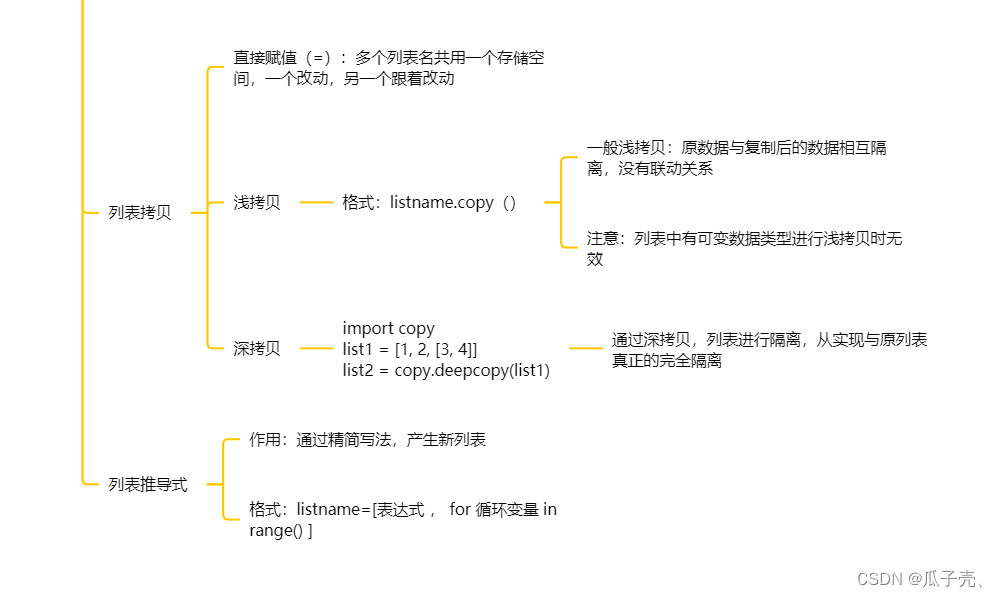 直接赋值（=）：多个列表名共用一个存储空
间，一个改动，另一个跟着改动
列表拷贝
浅拷贝
格式：listname.copy（）
一般浅拷贝：原数据与复制后的数据相互隔
离，没有联动关系
注意：列表中有可变数据类型进行浅拷贝时无
效
深拷贝
import copy
list1 = [1, 2, [3, 4]]
list2 = copy.deepcopy(list1)
通过深拷贝，列表进行隔离，从实现与原列表
真正的完全隔离
列表推导式
作用：通过精简写法，产生新列表
格式：listname=[表达式 ， for 循环变量 in
range() ]
CSDN @瓜子壳、